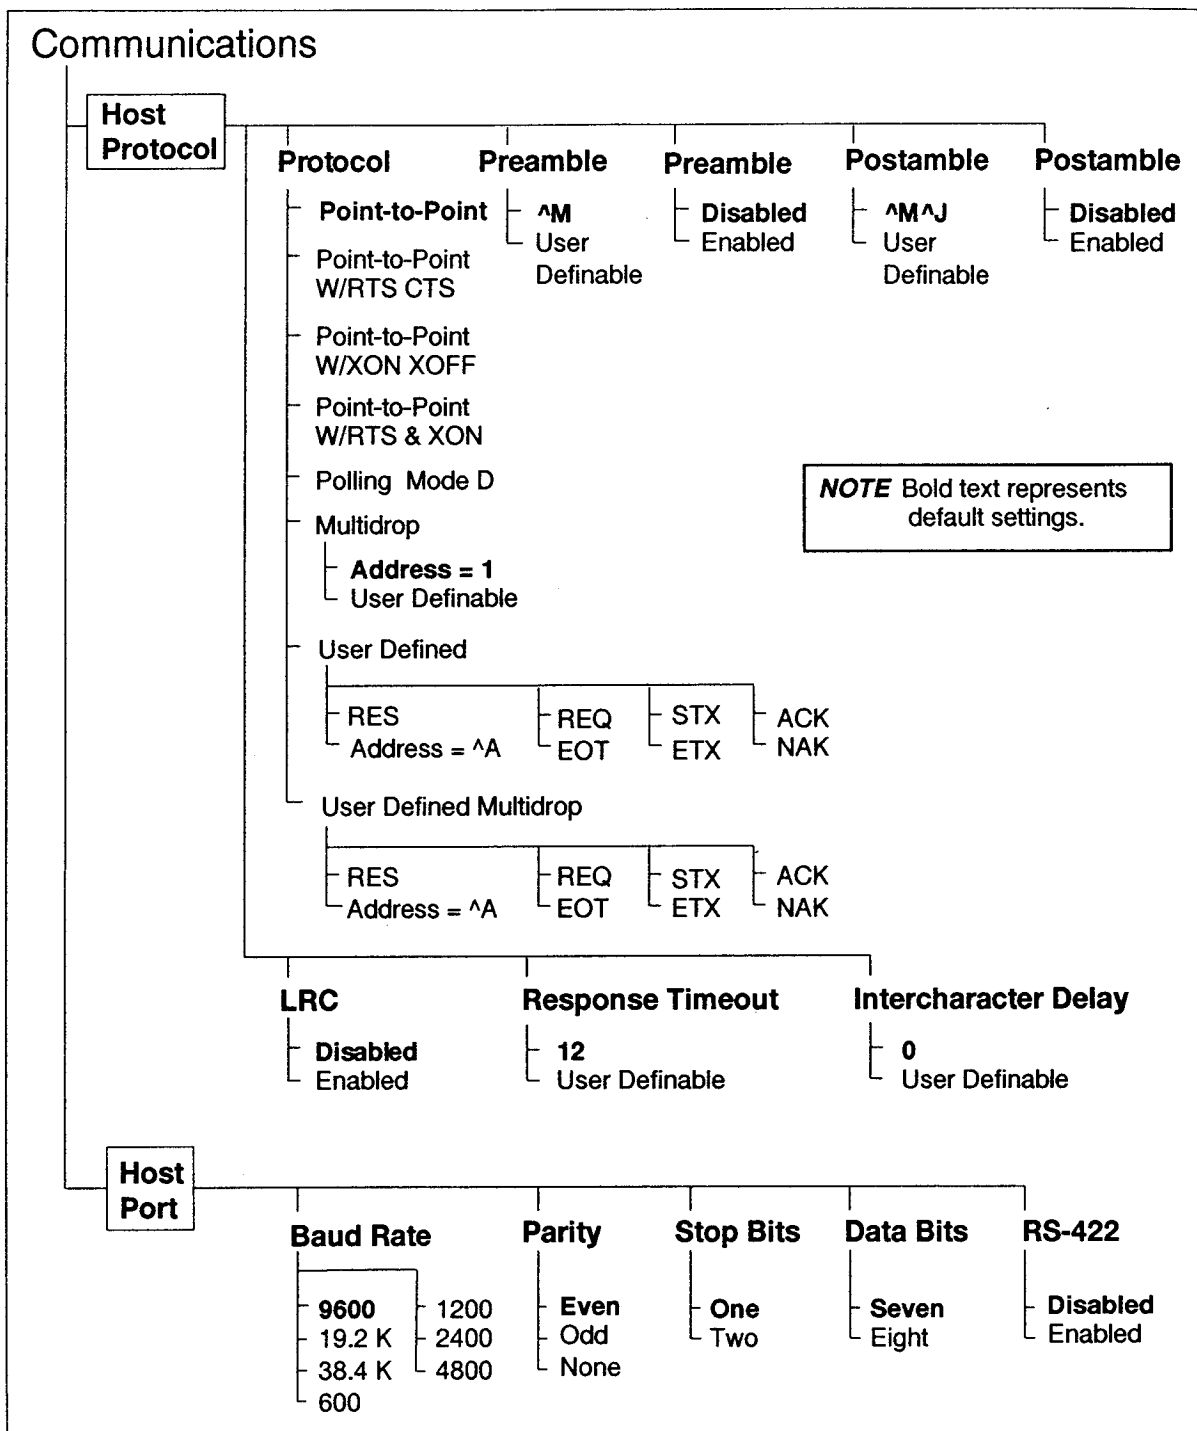 Communications
Host
Protocol
Protocol
Preamble
Preamble
Postamble
Postamble
Point-to-Point
Point-to-Point
W/RTS CTS
Point-to-Point
W/XON XOFF
Point-to-Point
W/RTS & XON
Polling Mode D
Multidrop
Address = 1
User Definable
User Defined
RES
Address = ^A
REQ
EOT
STX
ETX
ACK
NAK
User Defined Multidrop
RES
Address = ^A
REQ
EOT
STX
ETX
ACK
NAK
^M
User
Definable
Disabled
Enabled
^M^J
User
Definable
Disabled
Enabled
NOTE Bold text represents
default settings.
LRC
Disabled
Enabled
Response Timeout
12
User Definable
Intercharacter Delay
0
User Definable
Host
Port
Baud Rate
9600
19.2 K
38.4 K
600
1200
2400
4800
Parity
Even
Odd
None
Stop Bits
One
Two
Data Bits
Seven
Eight
RS-422
Disabled
Enabled